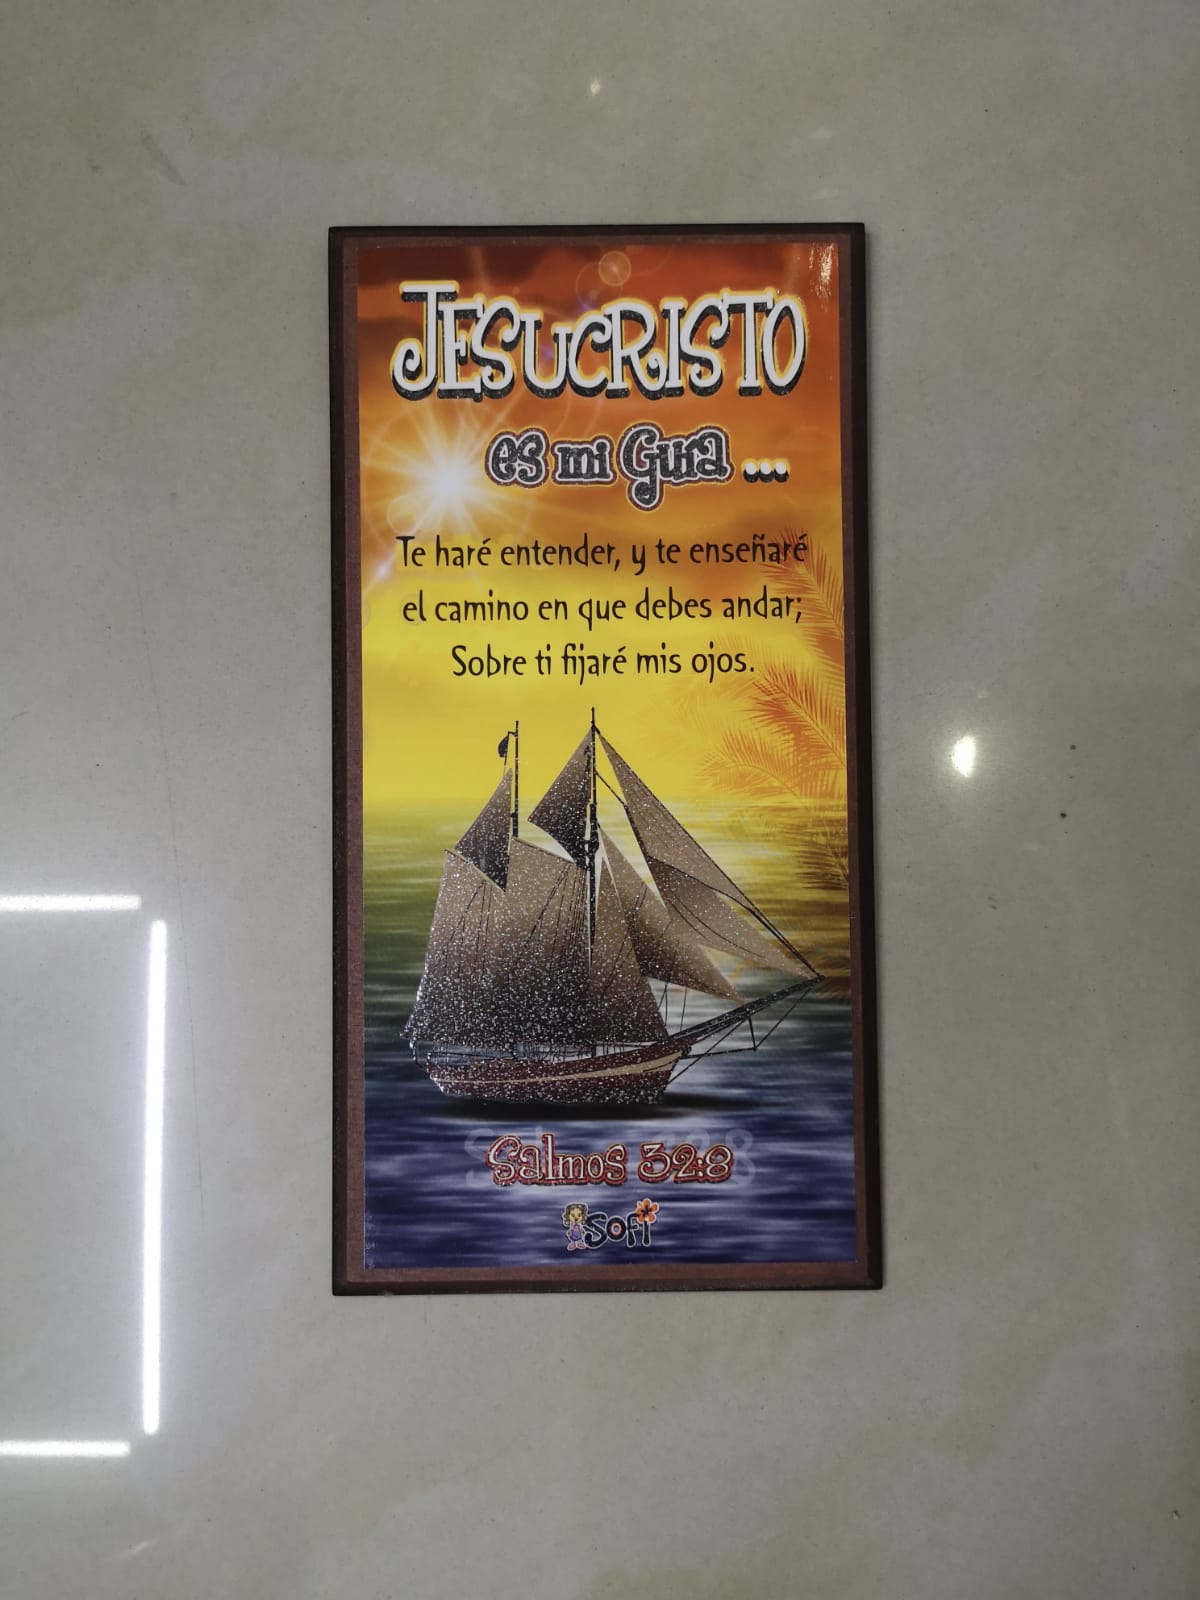 JESUCRISTO
es mi Guía ...
Te haré entender, y te enseñaré
el camino en que debes andar;
Sobre ti fijaré mis ojos.
Salmos 32:8
Sofi